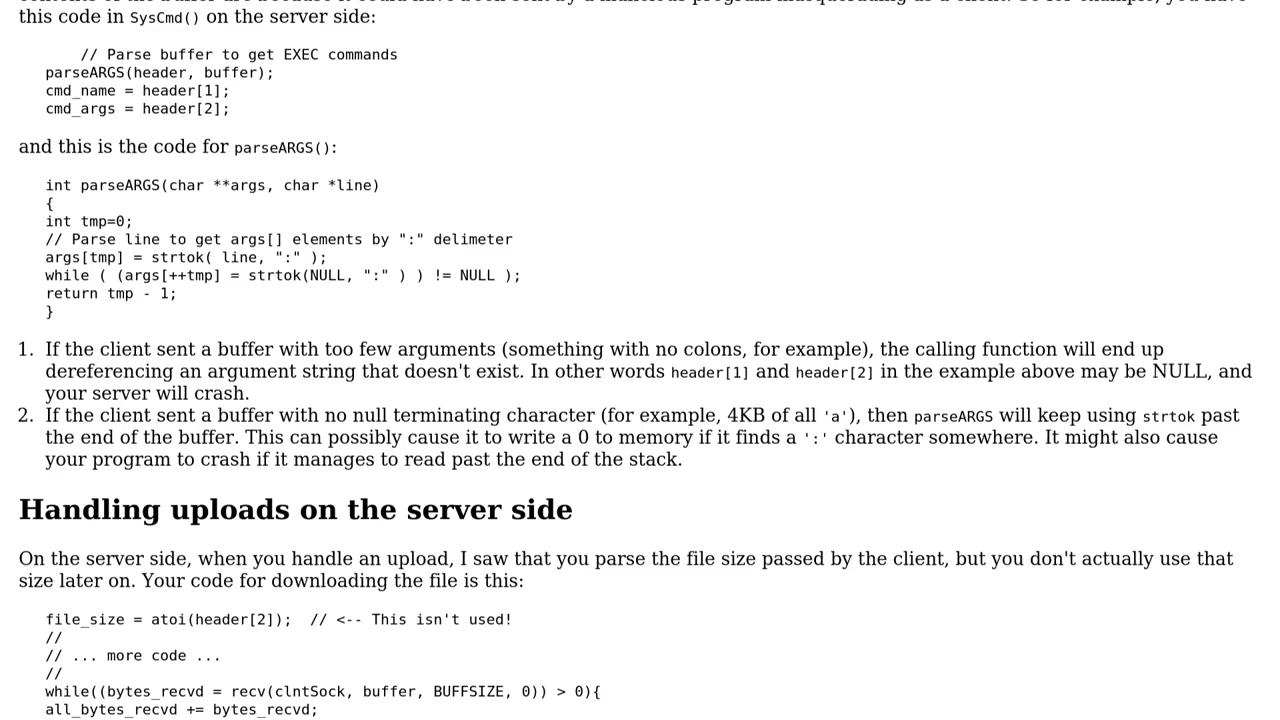 this code in SysCmd() on the server side:
// Parse buffer to get EXEC commands
parseARGS(header, buffer);
cmd_name = header[1];
cmd_args = header[2];
and this is the code for parseARGS():
int parseARGS(char **args, char *line)
{
int tmp=0;
// Parse line to get args[] elements by ":" delimeter
args[tmp] = strtok( line, ":" );
while ( (args[++tmp] = strtok(NULL, ":" ) ) != NULL );
return tmp - 1;
}
1. If the client sent a buffer with too few arguments (something with no colons, for example), the calling function will end up
dereferencing an argument string that doesn't exist. In other words header[1] and header[2] in the example above may be NULL, and
your server will crash.
2. If the client sent a buffer with no null terminating character (for example, 4KB of all 'a'), then parseARGS will keep using strtok past
the end of the buffer. This can possibly cause it to write a 0 to memory if it finds a ':' character somewhere. It might also cause
your program to crash if it manages to read past the end of the stack.
Handling uploads on the server side
On the server side, when you handle an upload, I saw that you parse the file size passed by the client, but you don't actually use that
size later on. Your code for downloading the file is this:
file_size = atoi(header[2]);  // <-- This isn't used!
//
// ... more code ...
//
while((bytes_recvd = recv(clntSock, buffer, BUFFSIZE, 0)) > 0){
all_bytes_recvd += bytes_recvd;